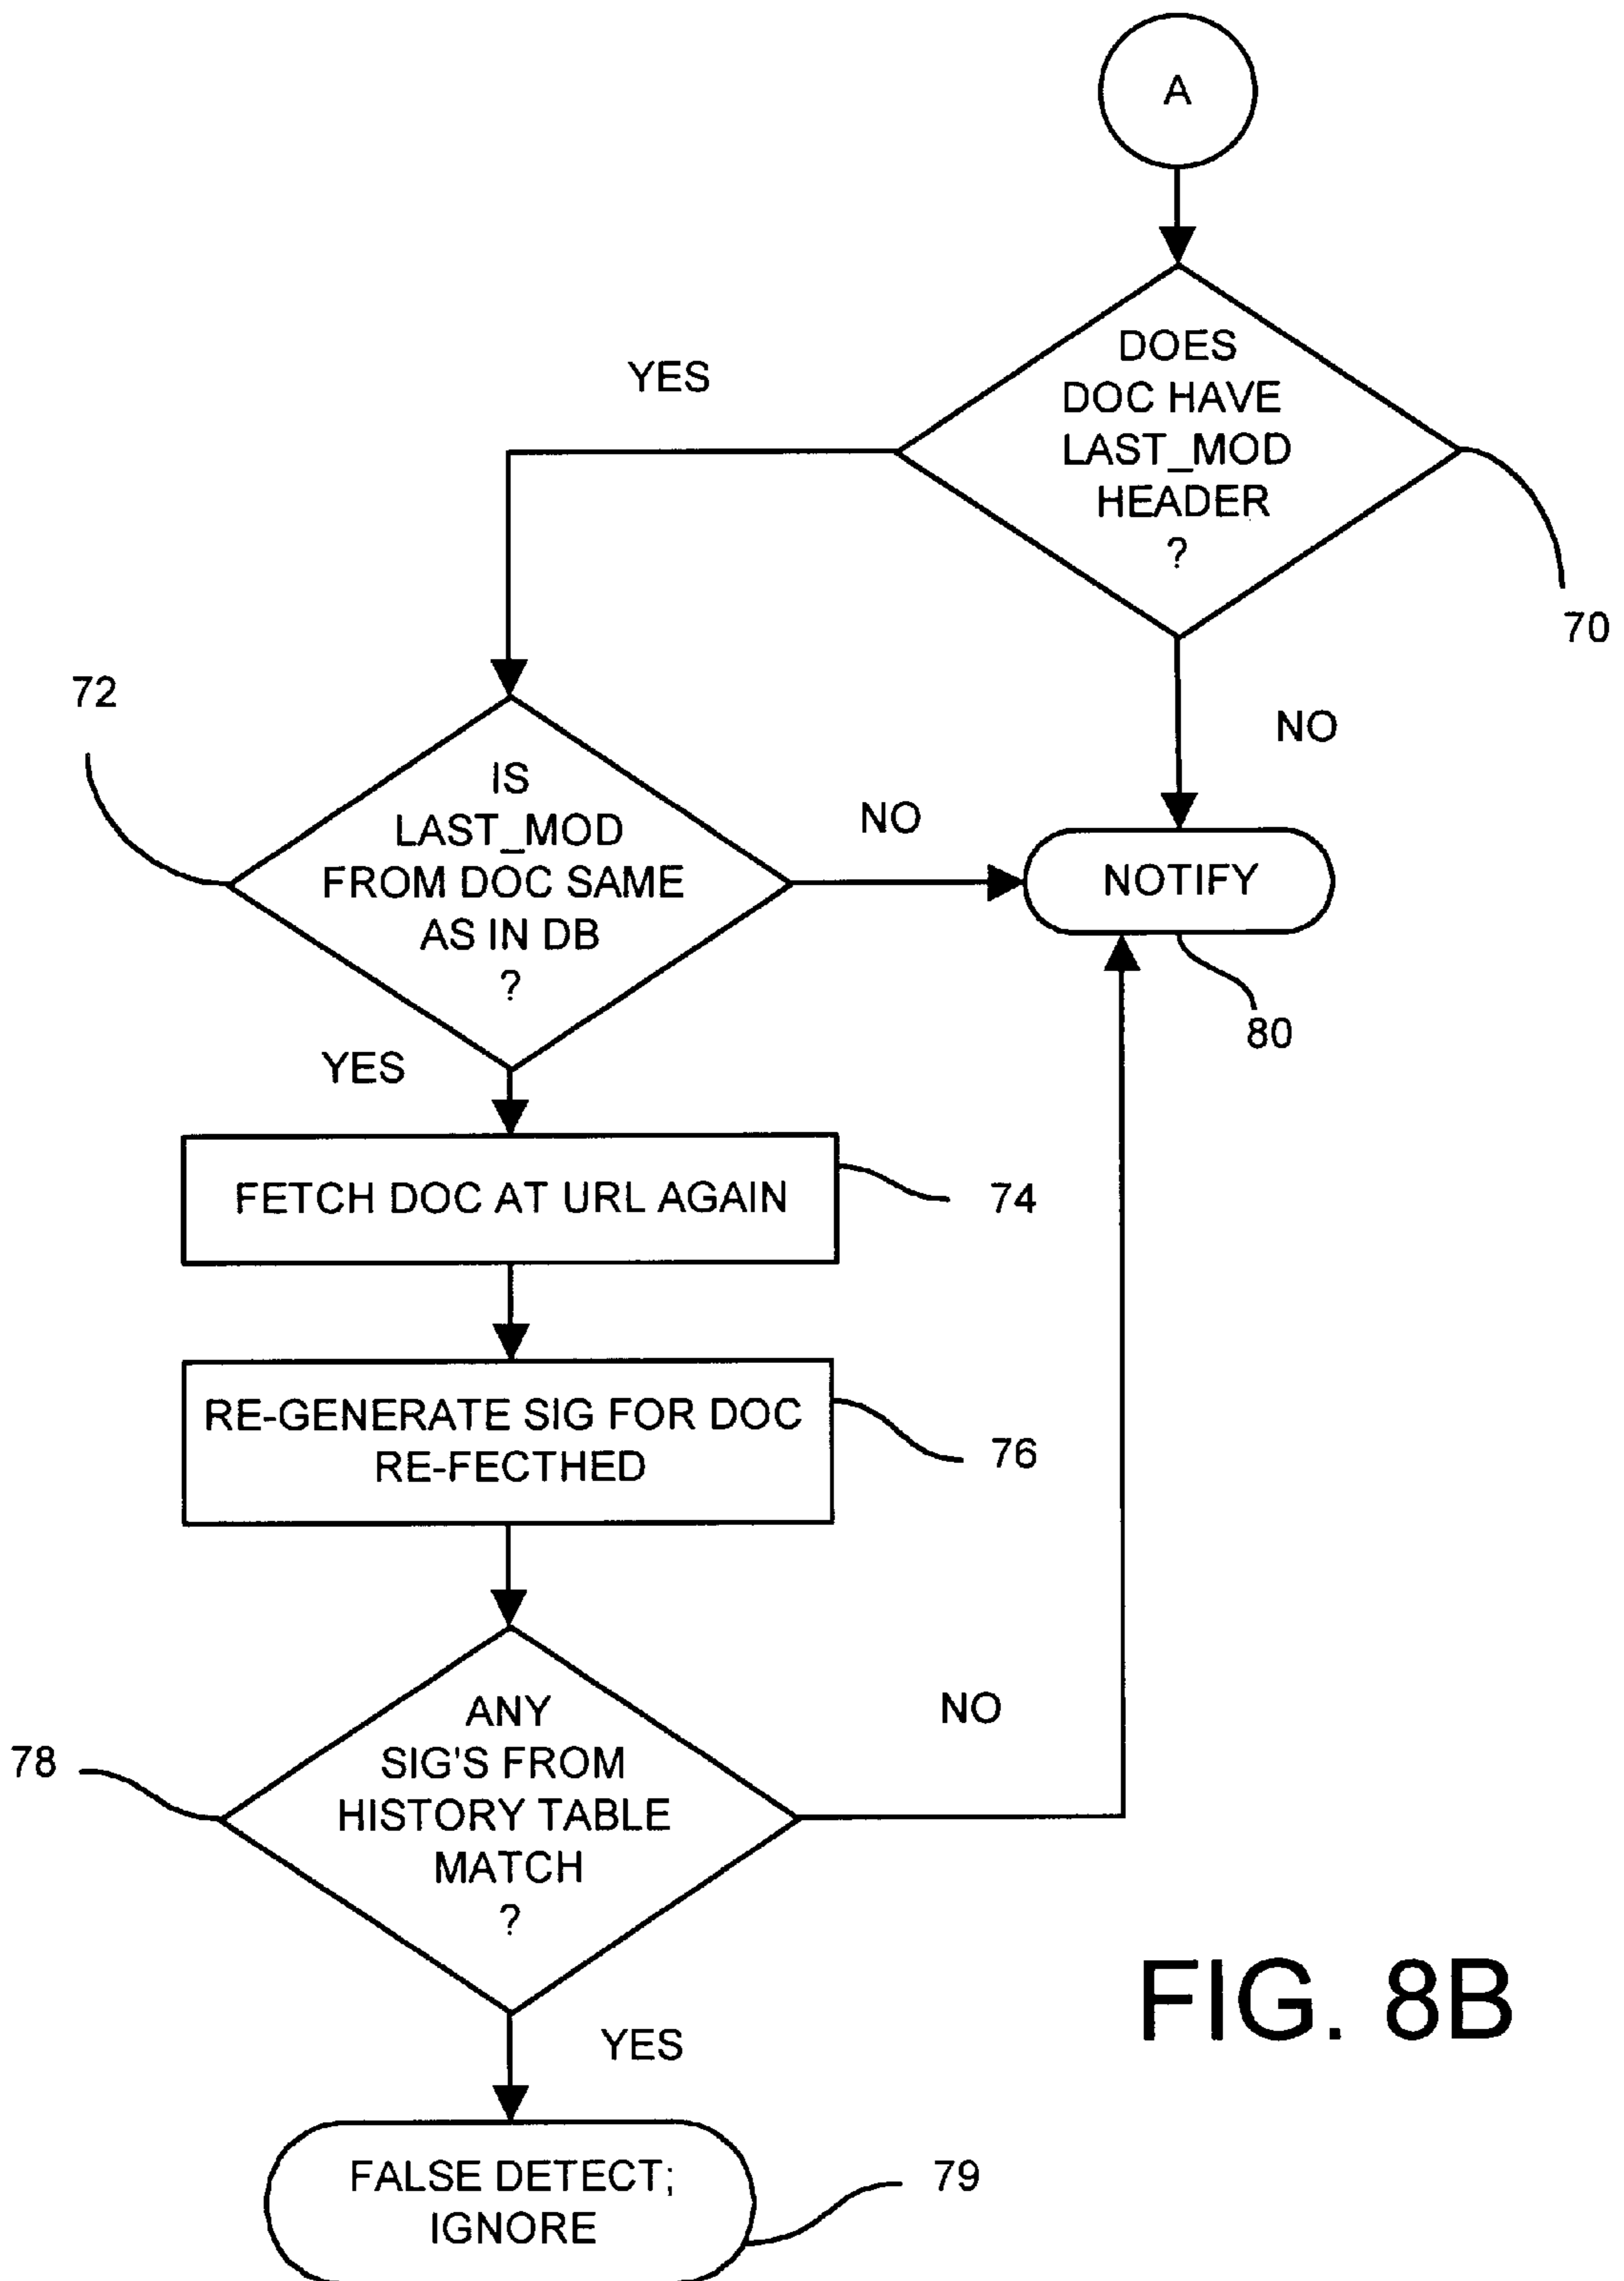 A
DOES
DOC HAVE
LAST_MOD
HEADER
?
YES
70
NO
72
IS
LAST_MOD
FROM DOC SAME
AS IN DB
?
NO
NOTIFY
80
YES
FETCH DOC AT URL AGAIN
74
RE-GENERATE SIG FOR DOC
RE-FECTHED
76
ANY
SIG'S FROM
HISTORY TABLE
MATCH
?
NO
78
YES
FALSE DETECT;
IGNORE
79
FIG. 8B